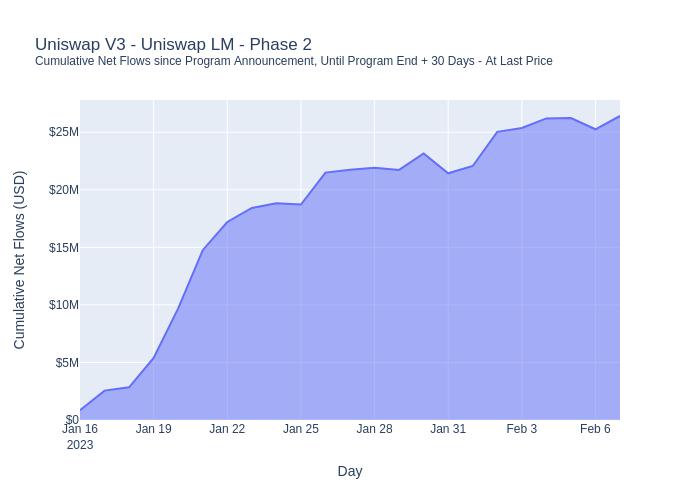 Uniswap V3 - Uniswap LM - Phase 2
Cumulative Net Flows since Program Announcement, Until Program End + 30 Days - At Last Price
Cumulative Net Flows (USD)
$25M
$20M
$15M
$10M
$5M
$0
Jan 16 Jan 19 Jan 22 Jan 25 Jan 28 Jan 31 Feb 3 Feb 6
2023
Day